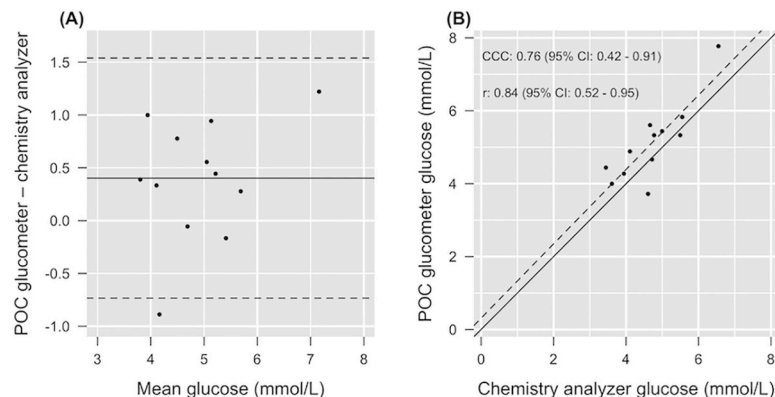 (A)
POC glucometer – chemistry analyzer
1.5
1.0
0.5
0.0
-0.5
-1.0
3 4 5 6 7 8
Mean glucose (mmol/L)
(B)
POC glucometer glucose (mmol/L)
CCC: 0.76 (95% CI: 0.42 - 0.91)
r: 0.84 (95% CI: 0.52 - 0.95)
8
6
4
2
0
0 2 4 6 8
Chemistry analyzer glucose (mmol/L)